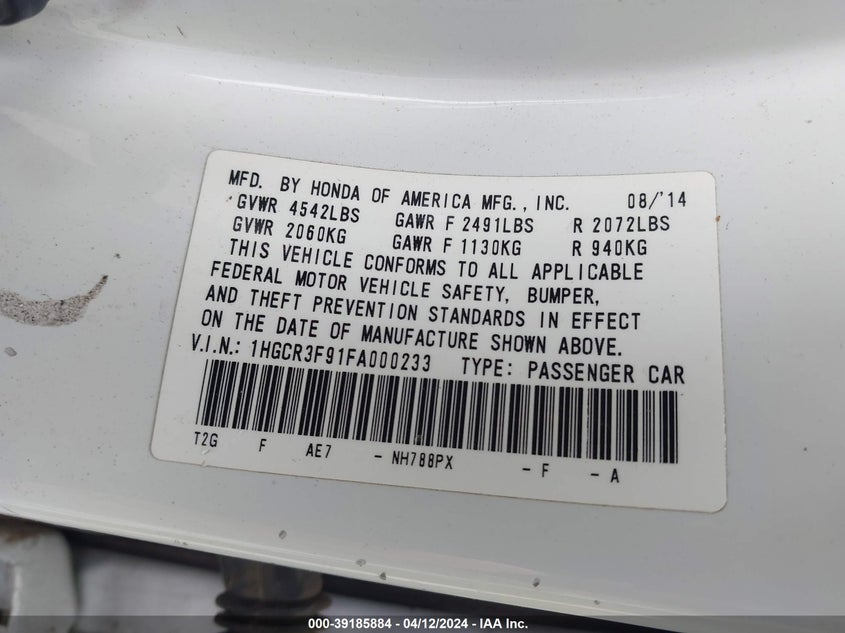 MFD. BY HONDA OF AMERICA MFG., INC. 08/'14
GVWR 4542LBS GAWR F 2491LBS R 2072LBS
GVWR 2060KG GAWR F 1130KG R 940KG
THIS VEHICLE CONFORMS TO ALL APPLICABLE
FEDERAL MOTOR VEHICLE SAFETY, BUMPER,
AND THEFT PREVENTION STANDARDS IN EFFECT
ON THE DATE OF MANUFACTURE SHOWN ABOVE.
V.I.N.: 1HGCR3F91FA000233 TYPE: PASSENGER CAR
T2G F AE7 - NH788PX - F - A
000-39185884 - 04/12/2024 - IAA Inc.